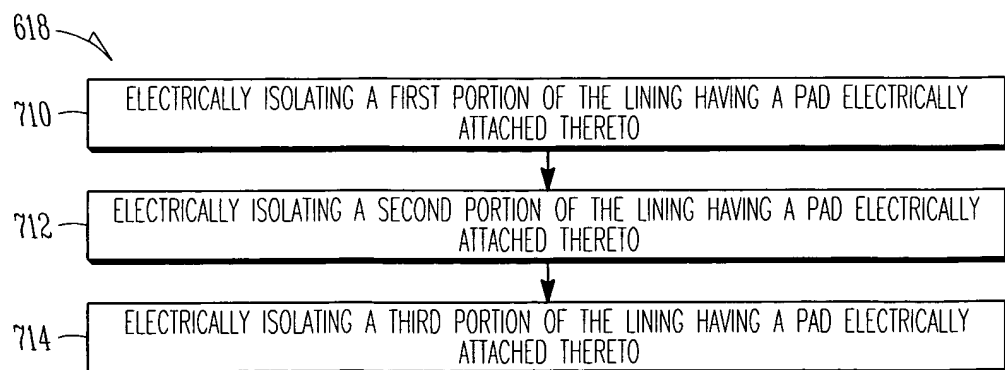 618
710
ELECTRICALLY ISOLATING A FIRST PORTION OF THE LINING HAVING A PAD ELECTRICALLY
ATTACHED THERETO
712
ELECTRICALLY ISOLATING A SECOND PORTION OF THE LINING HAVING A PAD ELECTRICALLY
ATTACHED THERETO
714
ELECTRICALLY ISOLATING A THIRD PORTION OF THE LINING HAVING A PAD ELECTRICALLY
ATTACHED THERETO